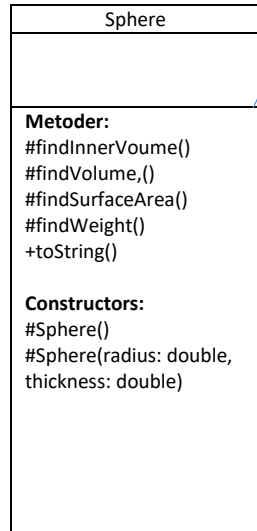 Sphere
Metoder:
#findInnerVoume()
#findVolume,()
#findSurfaceArea()
#findWeight()
+toString()
Constructors:
#Sphere()
#Sphere(radius: double,
thickness: double)